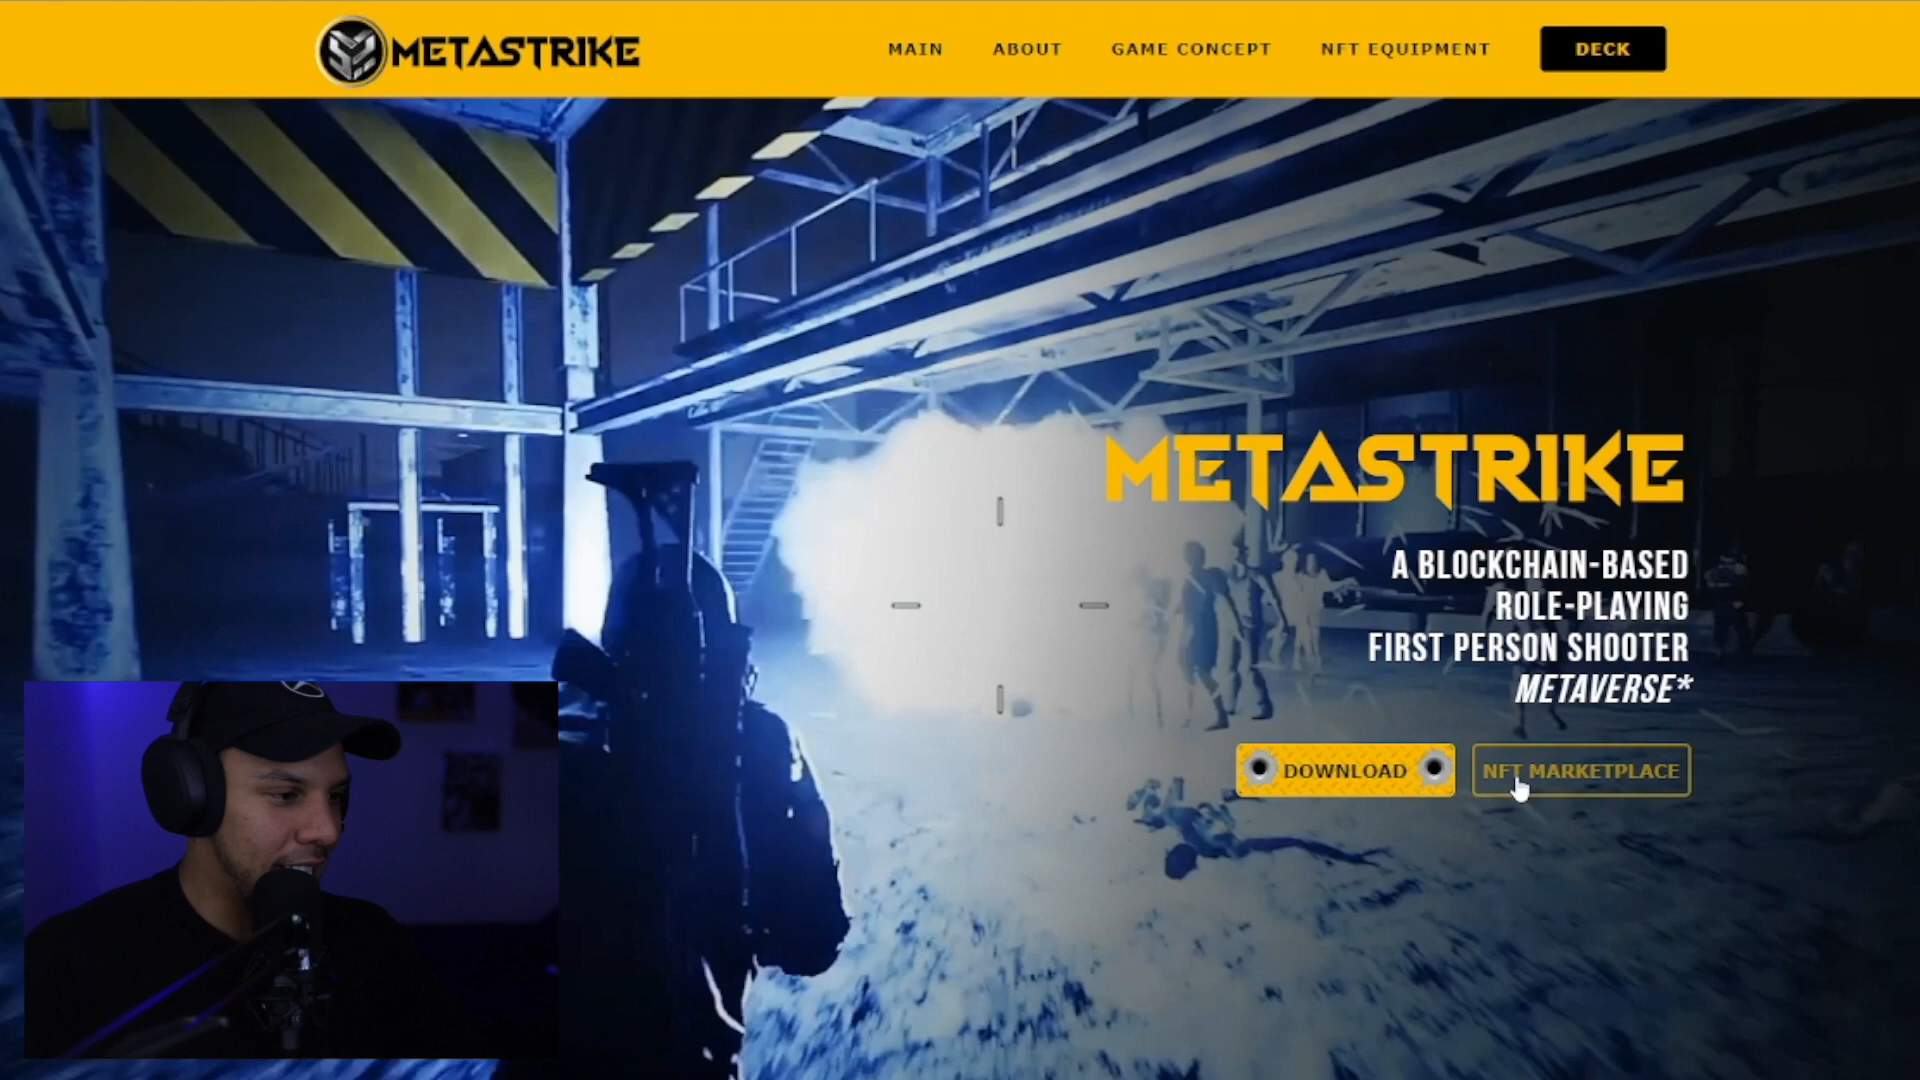 METASTRIKE
MAIN
ABOUT
GAME CONCEPT
NFT EQUIPMENT
DECK
METASTRIKE
A BLOCKCHAIN-BASED
ROLE-PLAYING
FIRST PERSON SHOOTER
METAVERSE*
DOWNLOAD
NFT MARKETPLACE